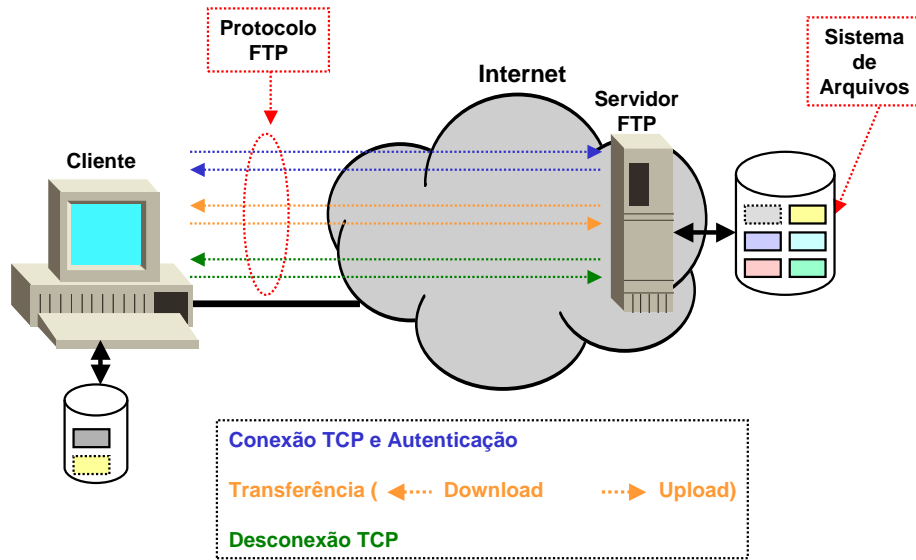 Protocolo
FTP
Sistema
de
Arquivos
Internet
Servidor
FTP
Cliente
Conexão TCP e Autenticação
Transferência ( Download Upload)
Desconexão TCP